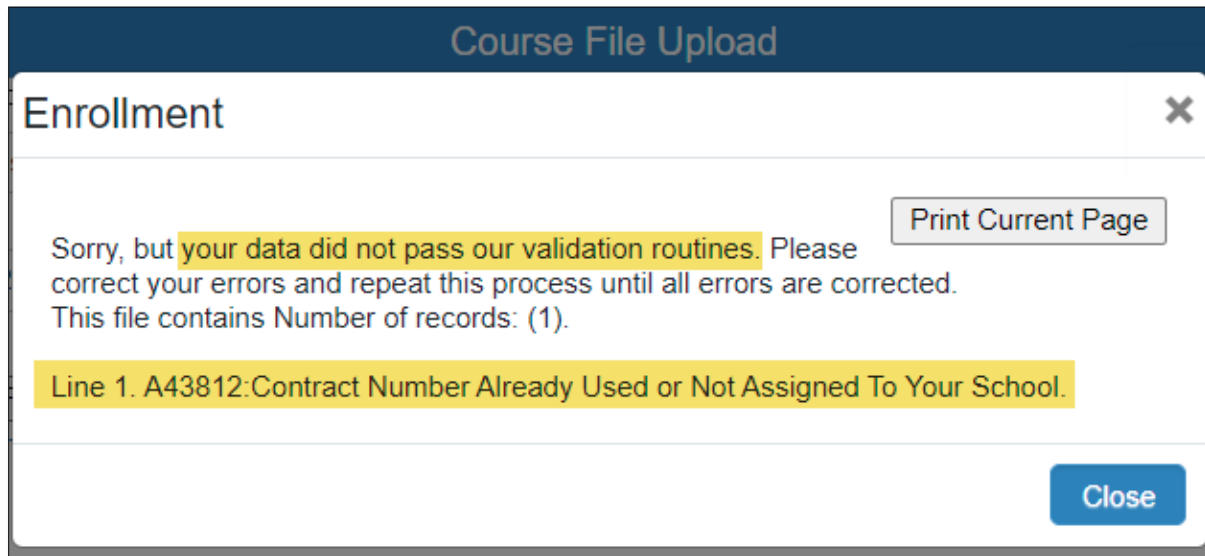 Course File Upload
Enrollment
Print Current Page
Sorry, but your data did not pass our validation routines. Please
correct your errors and repeat this process until all errors are corrected.
This file contains Number of records: (1).
Line 1. A43812:Contract Number Already Used or Not Assigned To Your School.
Close